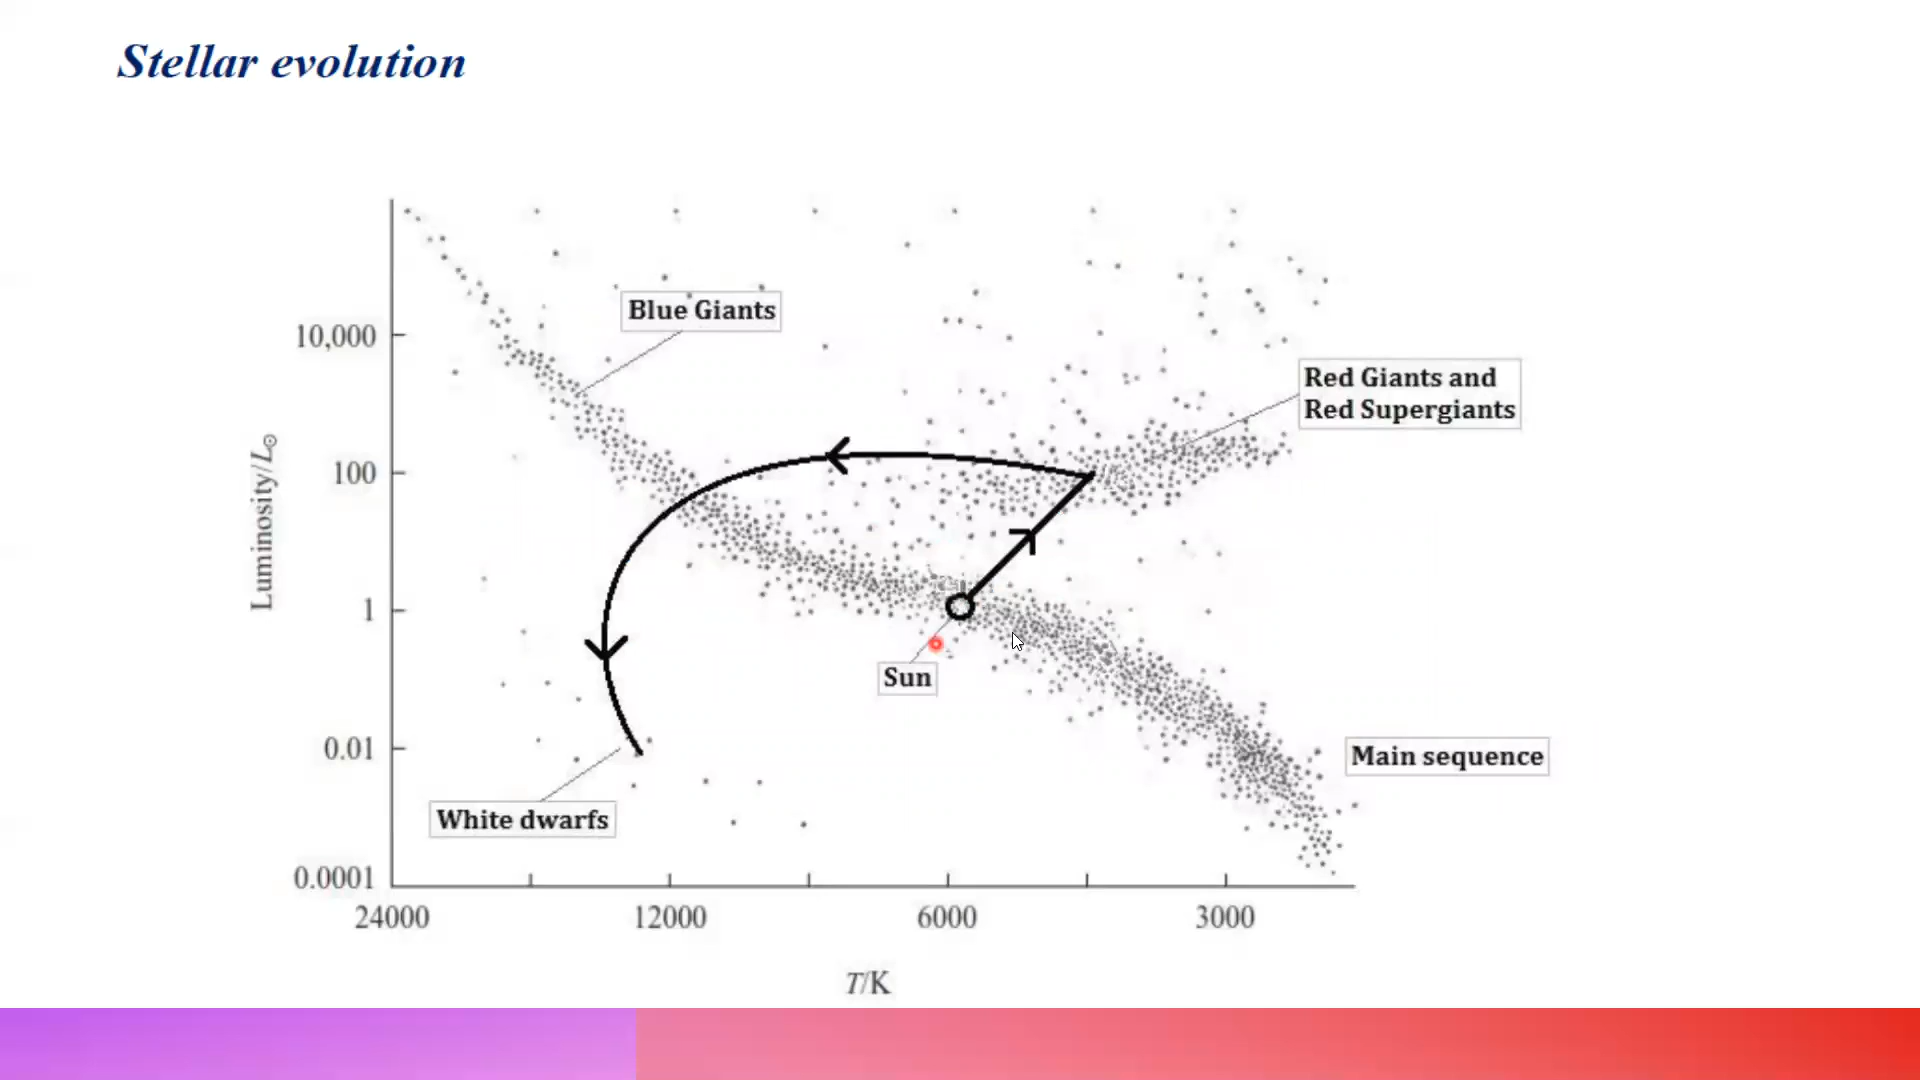 Stellar evolution
Blue Giants
10,000
Red Giants and
Red Supergiants
100
Luminosity/L⊙
1
Sun
0.01
Main sequence
White dwarfs
0.0001
24000 12000 6000 3000
T/K